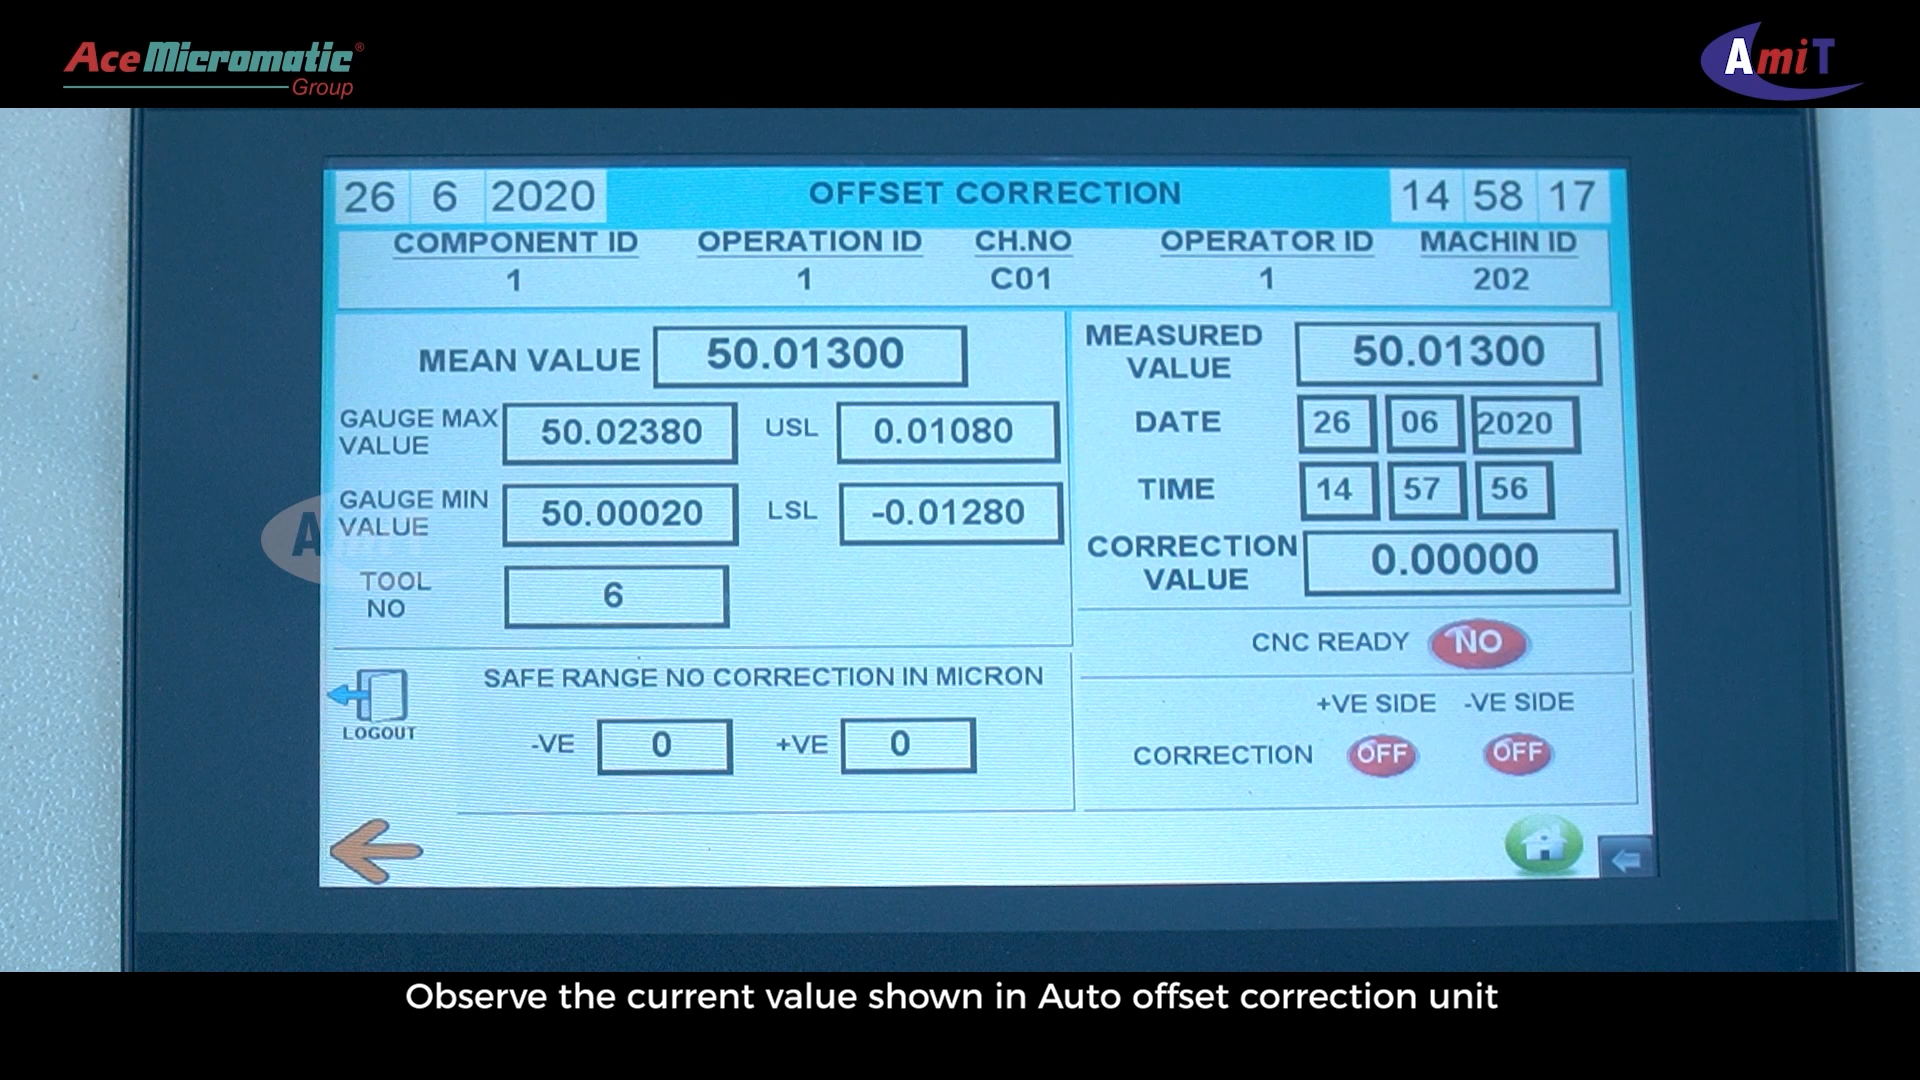 Ace Micromatic®
Group
AmiT
26 6 2020 OFFSET CORRECTION 14 58 17
COMPONENT ID OPERATION ID CH.NO OPERATOR ID MACHIN ID
1 1 C01 1 202
MEAN VALUE 50.01300
GAUGE MAX VALUE 50.02380 USL 0.01080
GAUGE MIN VALUE 50.00020 LSL -0.01280
TOOL NO 6
MEASURED VALUE 50.01300
DATE 26 06 2020
TIME 14 57 56
CORRECTION VALUE 0.00000
CNC READY NO
+VE SIDE -VE SIDE
CORRECTION OFF OFF
LOGOUT
SAFE RANGE NO CORRECTION IN MICRON
-VE 0 +VE 0
Observe the current value shown in Auto offset correction unit